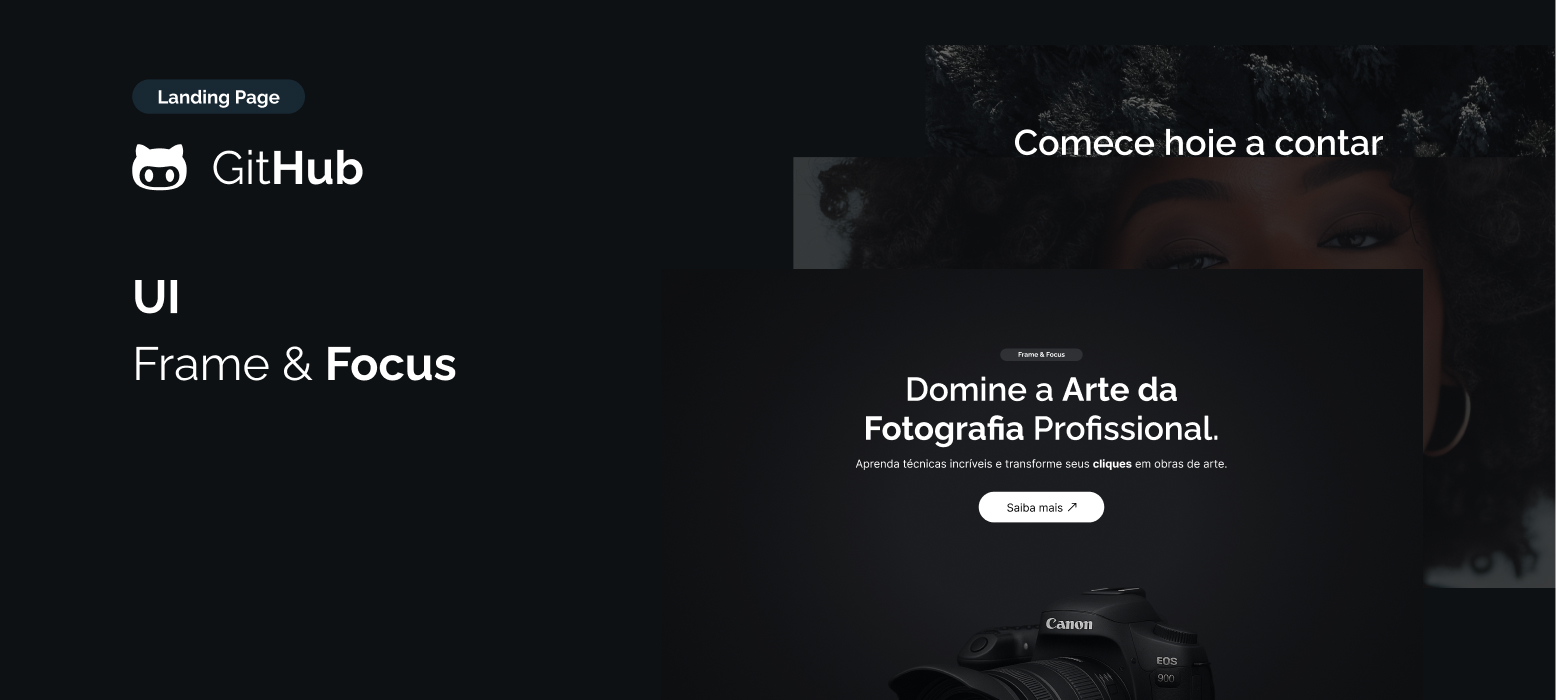 Landing Page
GitHub
UI
Frame & Focus
Comece hoje a contar
Frame & Focus
Domine a Arte da
Fotografia Profissional.
Aprenda técnicas incríveis e transforme seus cliques em obras de arte.
Saiba mais ↗
Canon
EOS
900